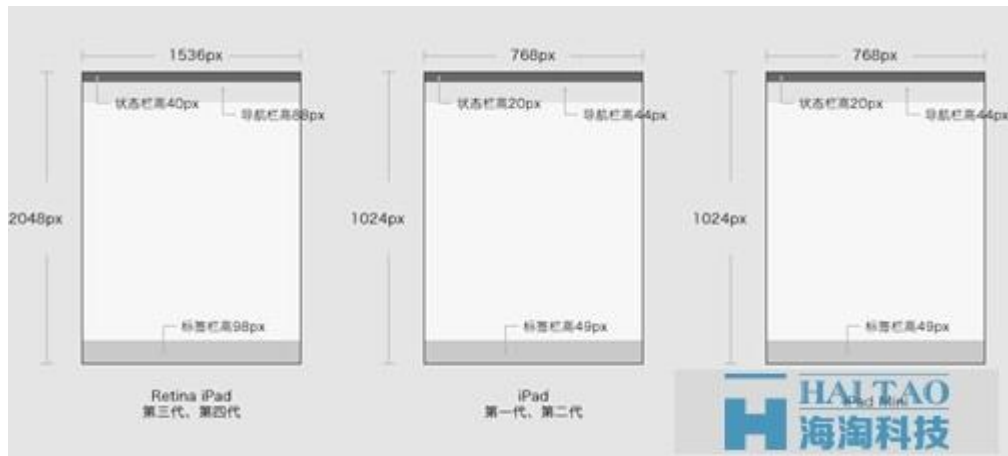 1536px
状态栏高40px
导航栏高88px
2048px
标签栏高98px
Retina iPad
第三代、第四代
768px
状态栏高20px
导航栏高44px
1024px
标签栏高49px
iPad
第一代、第二代
768px
状态栏高20px
导航栏高44px
1024px
标签栏高49px
iPad Mini
HAITAO
海淘科技